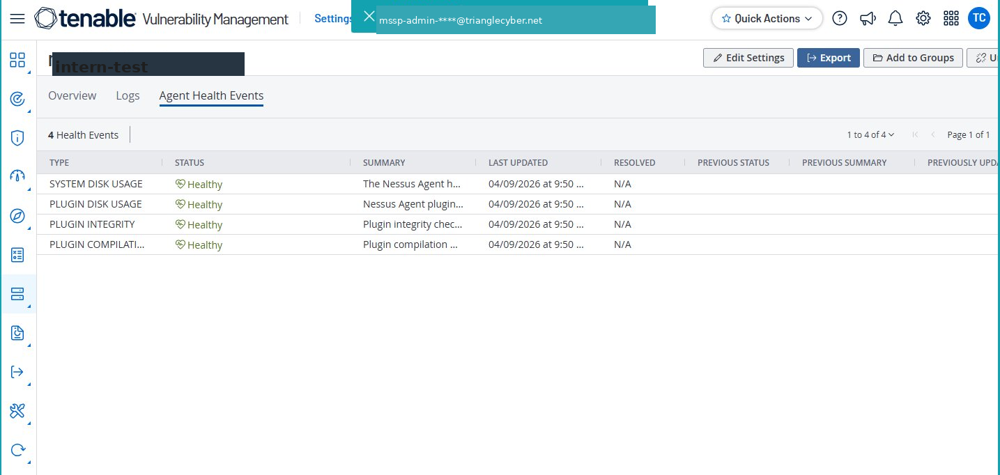 tenable Vulnerability Management Settings mssp-admin-****@trianglecyber.net Quick Actions TC
intern-test Edit Settings Export Add to Groups U
Overview Logs Agent Health Events
4 Health Events 1 to 4 of 4 Page 1 of 1
TYPE STATUS SUMMARY LAST UPDATED RESOLVED PREVIOUS STATUS PREVIOUS SUMMARY PREVIOUSLY UPDA
SYSTEM DISK USAGE Healthy The Nessus Agent h... 04/09/2026 at 9:50 ... N/A
PLUGIN DISK USAGE Healthy Nessus Agent plugin... 04/09/2026 at 9:50 ... N/A
PLUGIN INTEGRITY Healthy Plugin integrity chec... 04/09/2026 at 9:50 ... N/A
PLUGIN COMPILATI... Healthy Plugin compilation ... 04/09/2026 at 9:50 ... N/A